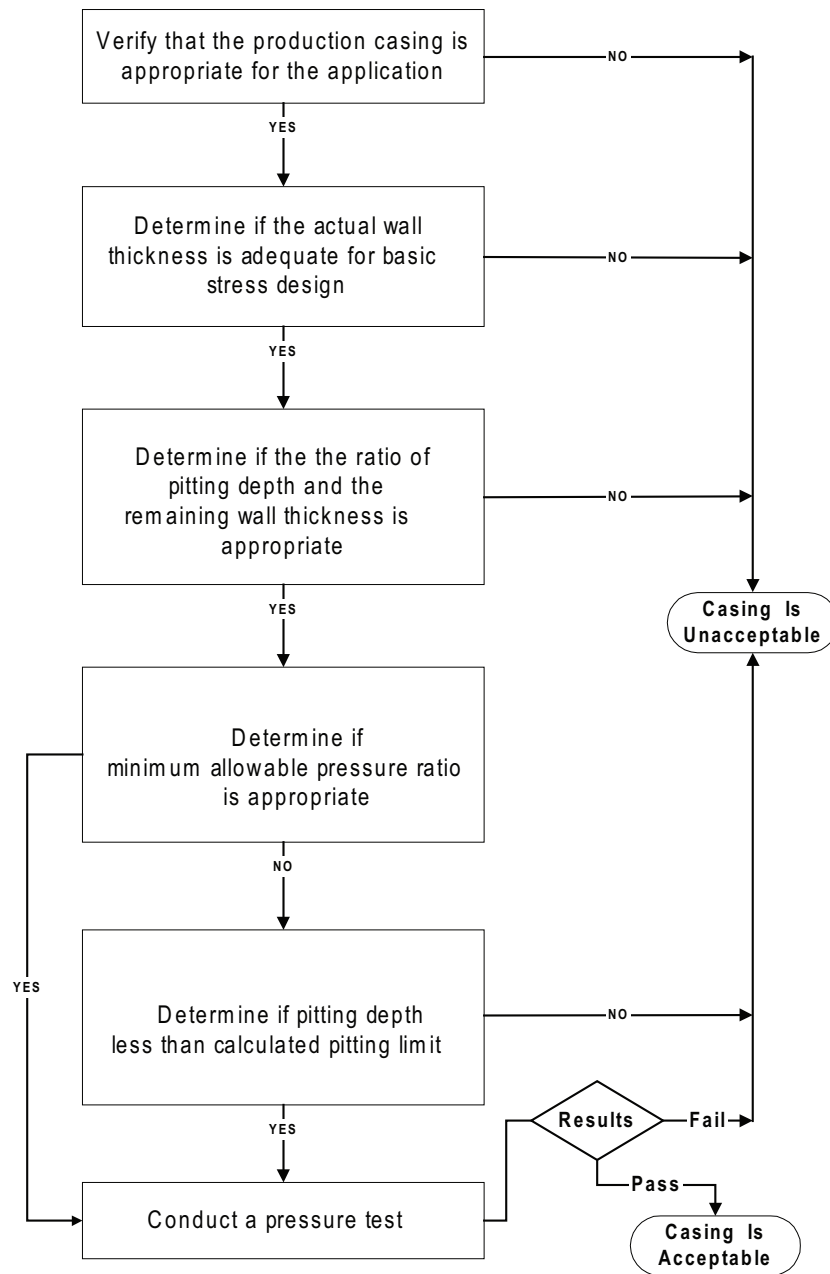 Verify that the production casing is
appropriate for the application
NO
YES
Determine if the actual wall
thickness is adequate for basic
stress design
NO
YES
Determine if the the ratio of
pitting depth and the
remaining wall thickness is
appropriate
NO
YES
Casing Is
Unacceptable
Determine if
minimum allowable pressure ratio
is appropriate
NO
YES
Determine if pitting depth
less than calculated pitting limit
NO
YES
Results
Fail
Pass
Conduct a pressure test
Casing Is
Acceptable